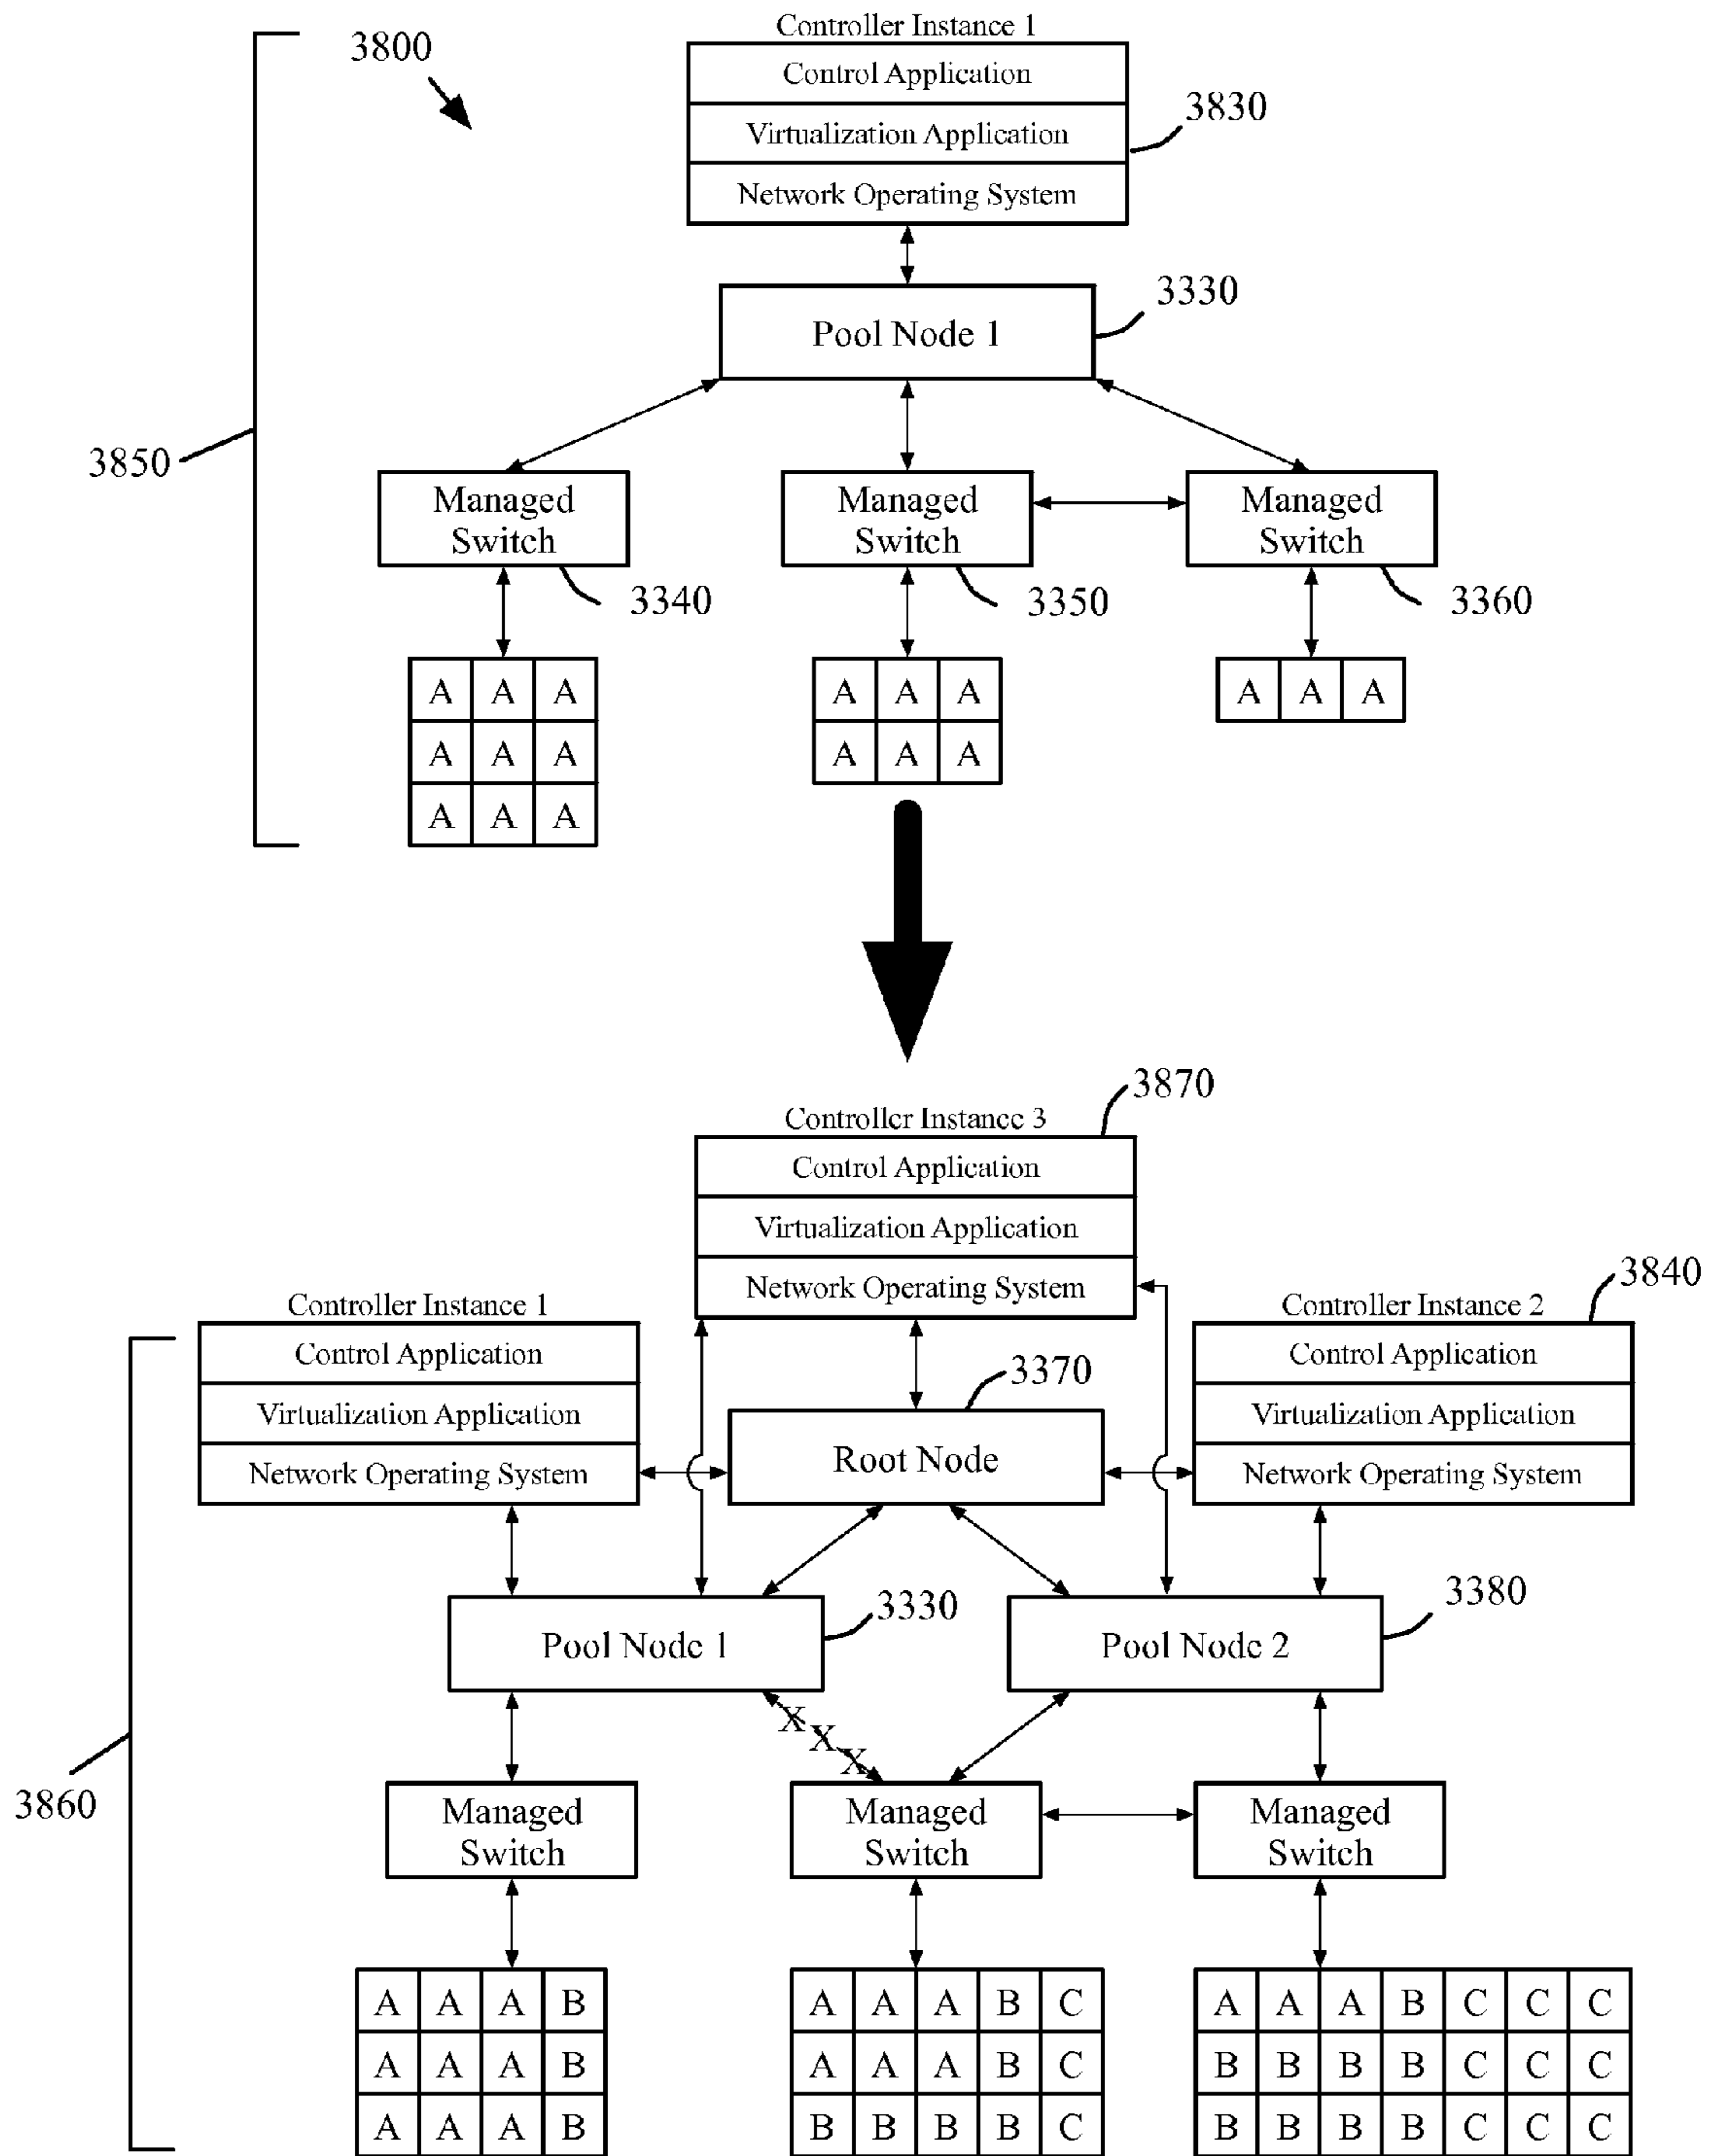 Controller Instance 1
3800
Control Application
3830
Virtualization Application
Network Operating System
3330
Pool Node 1
3850
Managed Switch
Managed Switch
Managed Switch
3340
3350
3360
A A A
A A A
A A A
A A A
A A A
A A A
3870
Controller Instance 3
Control Application
Virtualization Application
Network Operating System
3840
Controller Instance 1
Controller Instance 2
Control Application
Control Application
3370
Virtualization Application
Virtualization Application
Root Node
Network Operating System
Network Operating System
3330
3380
Pool Node 1
Pool Node 2
X
X
X
3860
Managed Switch
Managed Switch
Managed Switch
A A A B
A A A B C
A A A B C C C
A A A B
A A A B C
B B B B C C C
A A A B
B B B B C
B B B B C C C